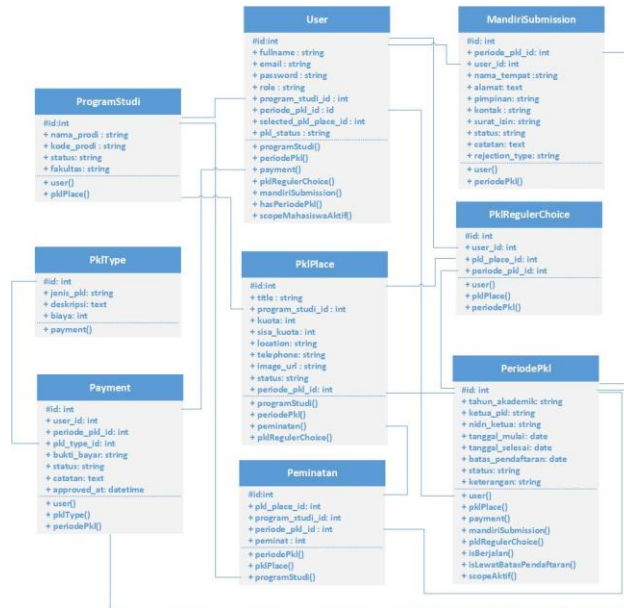 User
#id:int
+ fullname : string
+ email : string
+ password : string
+ role : string
+ program_studi_id : int
+ periode_pkl_id : id
+ selected_pkl_place_id : int
+ pkl_status : string
+ programStudi()
+ periodePkl()
+ payment()
+ pklRegulerChoice()
+ mandiriSubmission()
+ hasPeriodePkl()
+ scopeMahasiswaAktif()
MandiriSubmission
#id: int
+ periode_pkl_id: int
+ user_id: int
+ nama_tempat :string
+ alamat: text
+ pimpinan: string
+ kontak : string
+ surat_izin: string
+ status: string
+ catatan: text
+ rejection_type: string
+ user()
+ periodePkl()
ProgramStudi
#id:int
+ nama_prodi : string
+ kode_prodi : string
+ status: string
+ fakultas: string
+ user()
+ pklPlace()
PklRegulerChoice
#id: int
+ user_id: int
+ pkl_place_id: int
+ periode_pkl_id: int
+ user()
+ pklPlace()
+ periodePkl()
PklType
#id: int
+ jenis_pkl: string
+ deskripsi: text
+ biaya: int
+ payment()
PklPlace
#id: int
+ title : string
+ program_studi_id : int
+ kuota: int
+ sisa_kuota: int
+ location: string
+ telephone: string
+ image_url : string
+ status: string
+ periode_pkl_id: int
+ programStudi()
+ periodePkl()
+ peminatan()
+ pklRegulerChoice()
PeriodePkl
#id: int
+ tahun_akademik: string
+ ketua_pkl: string
+ nidn_ketua: string
+ tanggal_mulai: date
+ tanggal_selesai: date
+ batas_pendaftaran: date
+ status: string
+ keterangan: string
+ user()
+ pklPlace()
+ payment()
+ mandiriSubmission()
+ pklRegulerChoice()
+ isBerjalan()
+ isLewatBatasPendaftaran()
+ scopeAktif()
Payment
#id: int
+ user_id: int
+ periode_pkl_id: int
+ pkl_type_id: int
+ bukti_bayar: string
+ status: string
+ catatan: text
+ approved_at: datetime
+ user()
+ pklType()
+ periodePkl()
Peminatan
#id:int
+ pkl_place_id: int
+ program_studi_id: int
+ periode_pkl_id: int
+ peminat : int
+ periodePkl()
+ pklPlace()
+ programStudi()